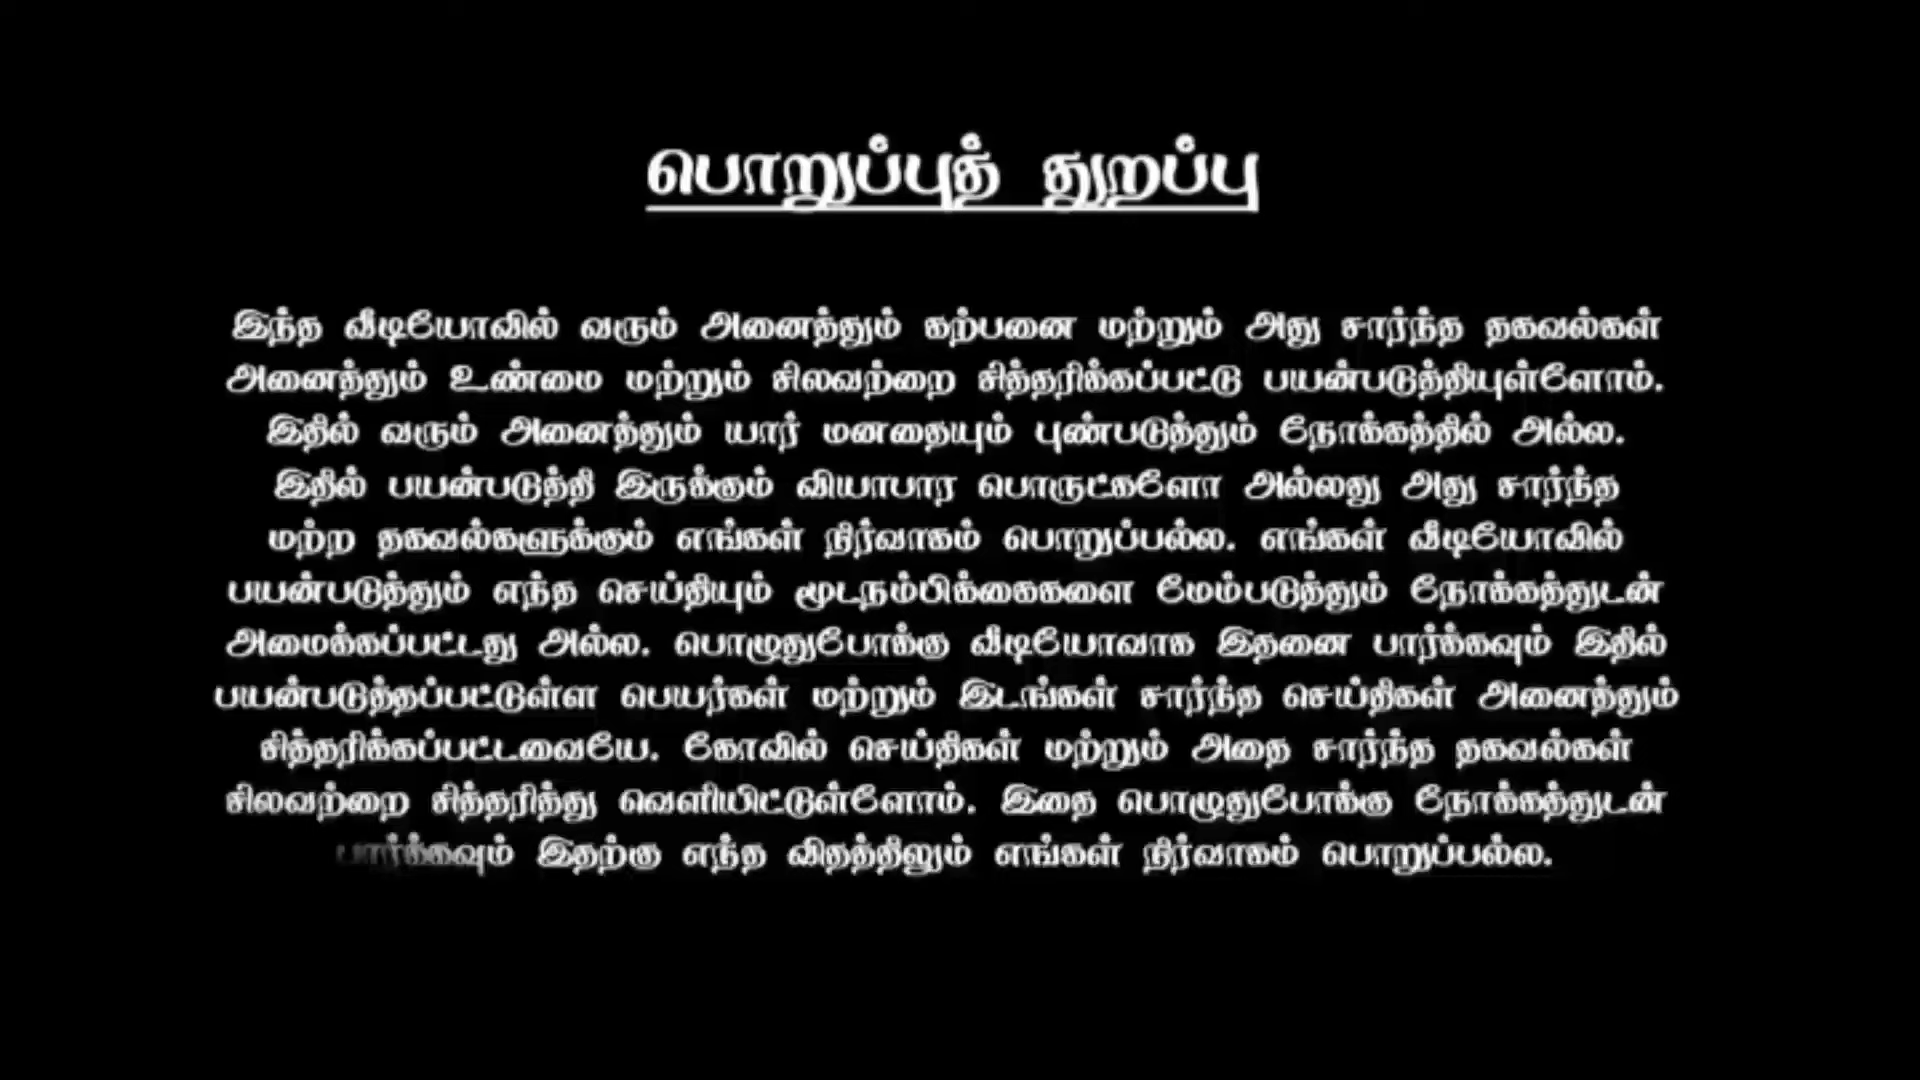 பொறுப்புத் துறப்பு
இந்த வீடியோவில் வரும் அனைத்தும் கற்பனை மற்றும் அது சார்ந்த தகவல்கள்
அனைத்தும் உண்மை மற்றும் சிலவற்றை சித்தரிக்கப்பட்டு பயன்படுத்தியுள்ளோம்.
இதில் வரும் அனைத்தும் யார் மனதையும் புண்படுத்தும் நோக்கத்தில் அல்ல.
இதில் பயன்படுத்தி இருக்கும் வியாபார பொருட்களோ அல்லது அது சார்ந்த
மற்ற தகவல்களுக்கும் எங்கள் நிர்வாகம் பொறுப்பல்ல. எங்கள் வீடியோவில்
பயன்படுத்தும் எந்த செய்தியும் மூடநம்பிக்கைகளை மேம்படுத்தும் நோக்கத்துடன்
அமைக்கப்பட்டது அல்ல. பொழுதுபோக்கு வீடியோவாக இதனை பார்க்கவும் இதில்
பயன்படுத்தப்பட்டுள்ள பெயர்கள் மற்றும் இடங்கள் சார்ந்த செய்திகள் அனைத்தும்
சித்தரிக்கப்பட்டவையே. கோவில் செய்திகள் மற்றும் அதை சார்ந்த தகவல்கள்
சிலவற்றை சித்தரித்து வெளியிட்டுள்ளோம். இதை பொழுதுபோக்கு நோக்கத்துடன்
பார்க்கவும் இதற்கு எந்த விதத்திலும் எங்கள் நிர்வாகம் பொறுப்பல்ல.